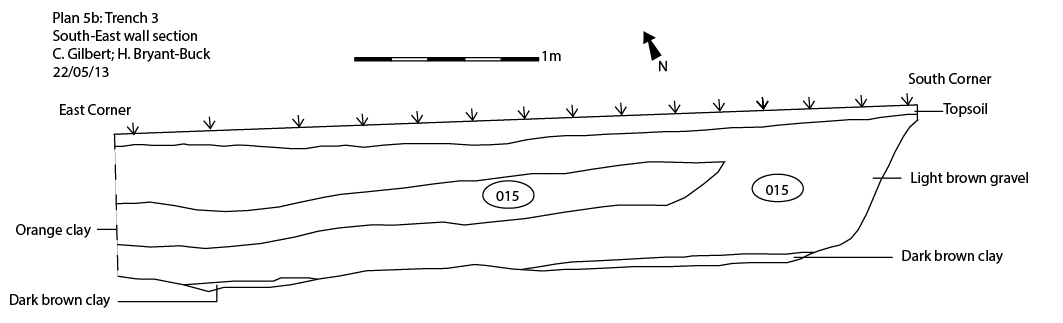 Plan 5b: Trench 3
South-East wall section
C. Gilbert; H. Bryant-Buck
22/05/13
1m
N
South Corner
East Corner
Topsoil
015
015
Light brown gravel
Orange clay
Dark brown clay
Dark brown clay